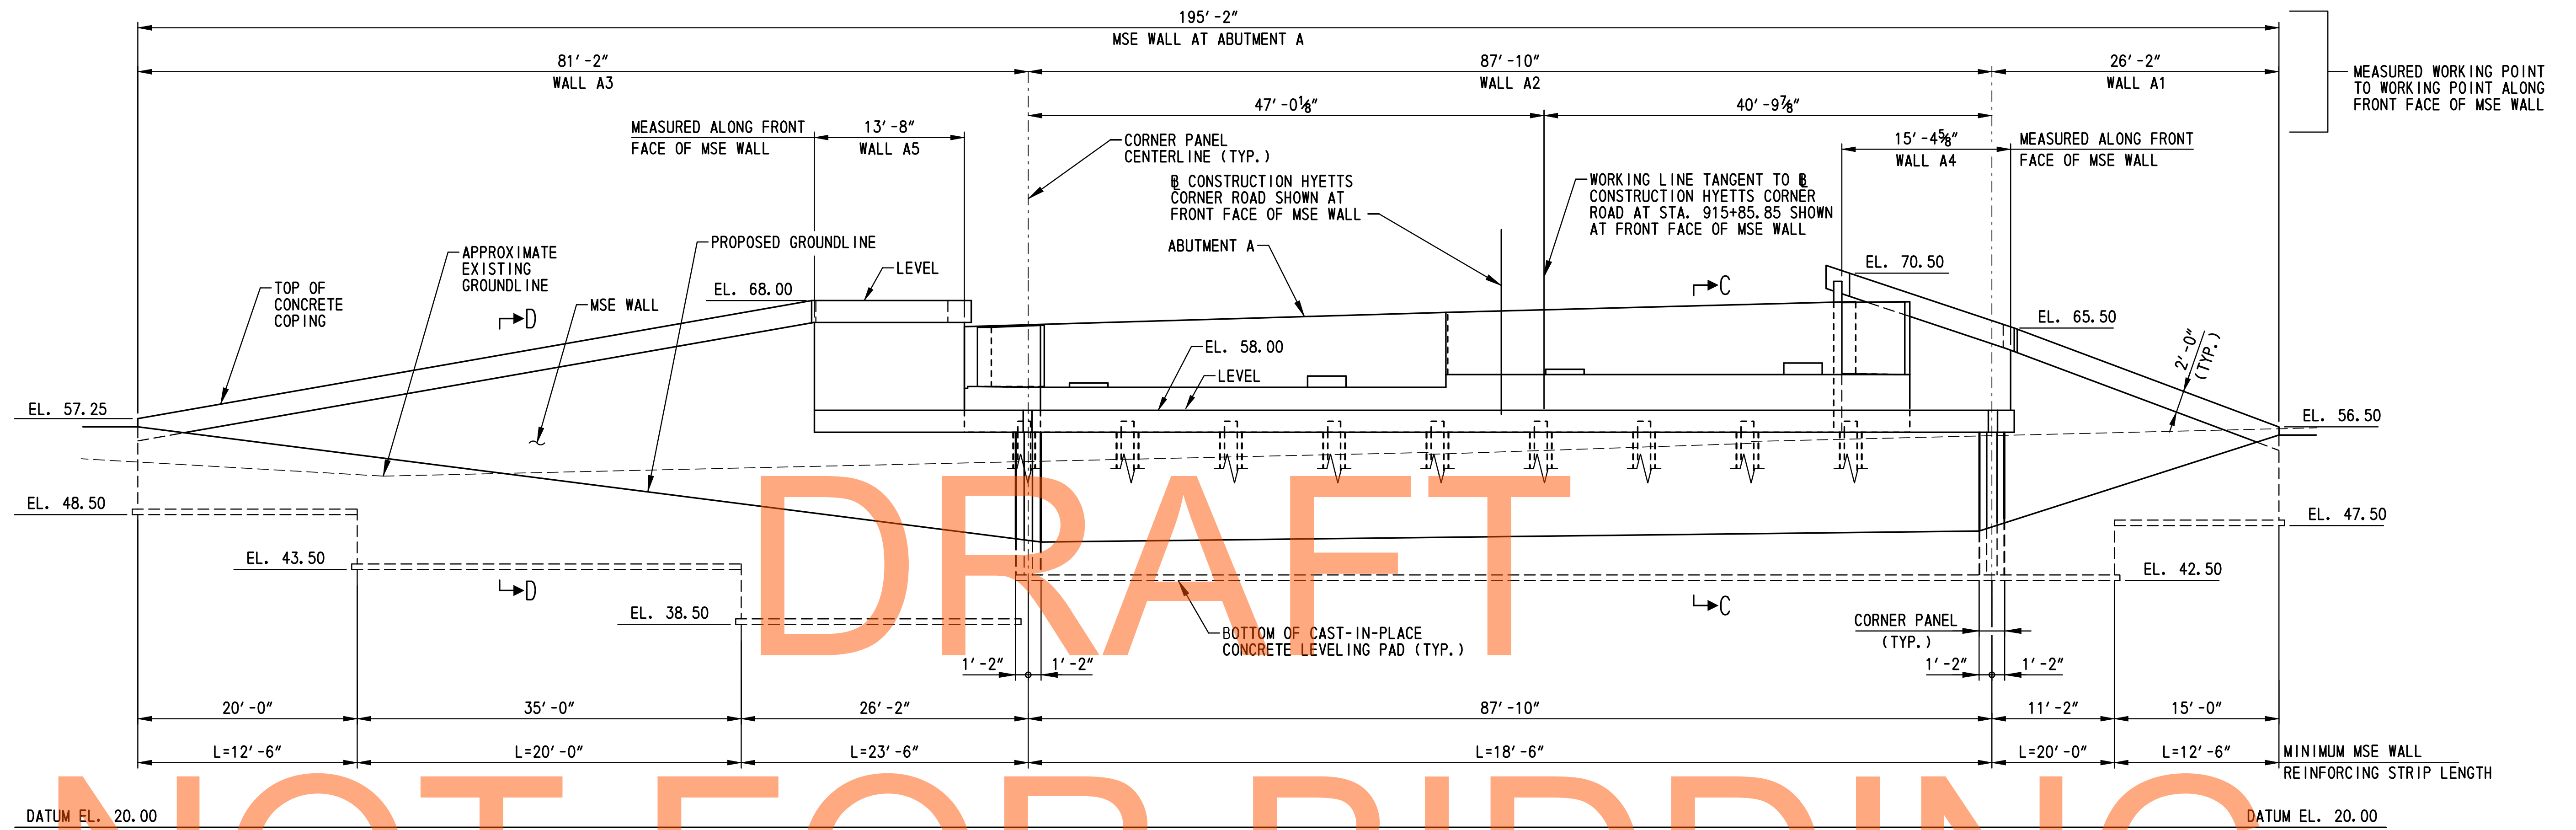 195'-2"
MSE WALL AT ABUTMENT A
81'-2"
WALL A3
87'-10"
WALL A2
26'-2"
WALL A1
MEASURED WORKING POINT
TO WORKING POINT ALONG
FRONT FACE OF MSE WALL
47'-0⅛"
40'-9⅞"
MEASURED ALONG FRONT
FACE OF MSE WALL
13'-8"
WALL A5
CORNER PANEL
CENTERLINE (TYP.)
15'-4⅝"
WALL A4
MEASURED ALONG FRONT
FACE OF MSE WALL
BL CONSTRUCTION HYETTS
CORNER ROAD SHOWN AT
FRONT FACE OF MSE WALL
WORKING LINE TANGENT TO BL
CONSTRUCTION HYETTS CORNER
ROAD AT STA. 915+85.85 SHOWN
AT FRONT FACE OF MSE WALL
APPROXIMATE
EXISTING
GROUNDLINE
PROPOSED GROUNDLINE
ABUTMENT A
LEVEL
EL. 70.50
TOP OF
CONCRETE
COPING
MSE WALL
EL. 68.00
D
C
EL. 65.50
2'-0"
(TYP.)
EL. 58.00
LEVEL
EL. 57.25
EL. 56.50
EL. 48.50
EL. 47.50
EL. 43.50
EL. 42.50
D
C
EL. 38.50
BOTTOM OF CAST-IN-PLACE
CONCRETE LEVELING PAD (TYP.)
CORNER PANEL
(TYP.)
1'-2"
1'-2"
1'-2"
1'-2"
20'-0"
35'-0"
26'-2"
87'-10"
11'-2"
15'-0"
L=12'-6"
L=20'-0"
L=23'-6"
L=18'-6"
L=20'-0"
L=12'-6"
MINIMUM MSE WALL
REINFORCING STRIP LENGTH
DATUM EL. 20.00
DATUM EL. 20.00
DRAFT
NOT FOR BIDDING